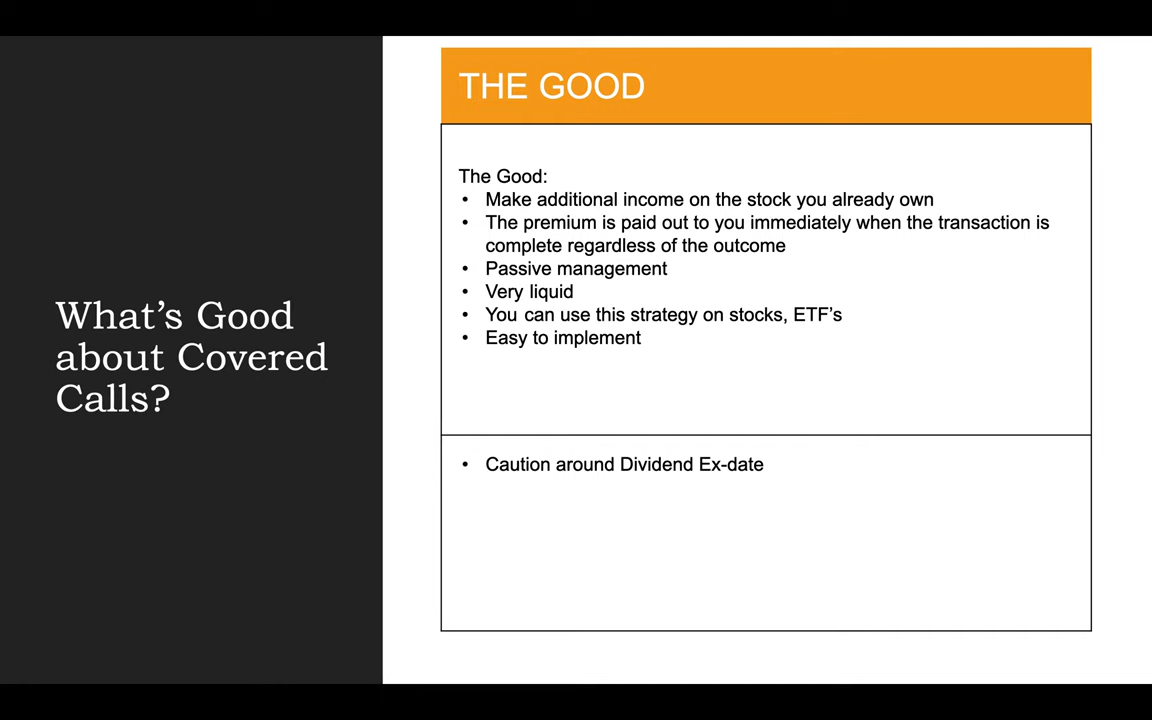 What's Good
about Covered
Calls?
THE GOOD
The Good:
• Make additional income on the stock you already own
• The premium is paid out to you immediately when the transaction is
complete regardless of the outcome
• Passive management
• Very liquid
• You can use this strategy on stocks, ETF's
• Easy to implement
• Caution around Dividend Ex-date